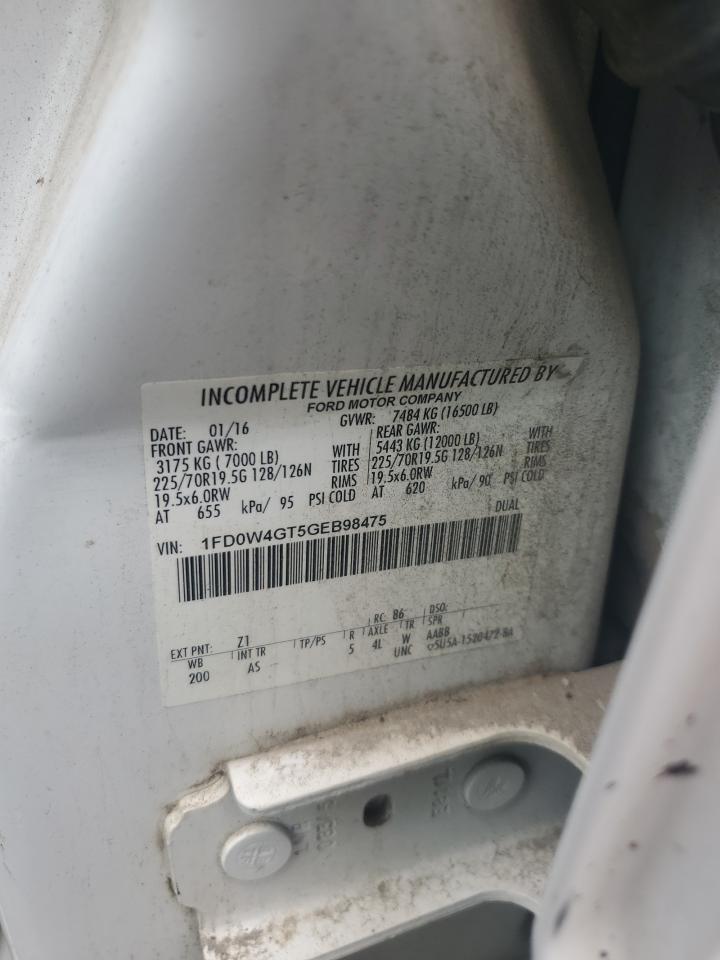 INCOMPLETE VEHICLE MANUFACTURED BY
FORD MOTOR COMPANY
DATE: 01/16 GVWR: 7484 KG (16500 LB)
FRONT GAWR: REAR GAWR:
3175 KG ( 7000 LB) WITH 5443 KG (12000 LB) WITH
225/70R19.5G 128/126N TIRES 225/70R19.5G 128/126N TIRES
19.5x6.0RW RIMS 19.5x6.0RW RIMS
AT 655 kPa/ 95 PSI COLD AT 620 kPa/ 90 PSI COLD
VIN: 1FD0W4GT5GEB98475 DUAL
EXT PNT: Z1 RC: 86 DSO:
WB INT TR TP/PS R AXLE TR SPR
200 AS 5 4L W AABB
UNC 5U5A-1520472-BA